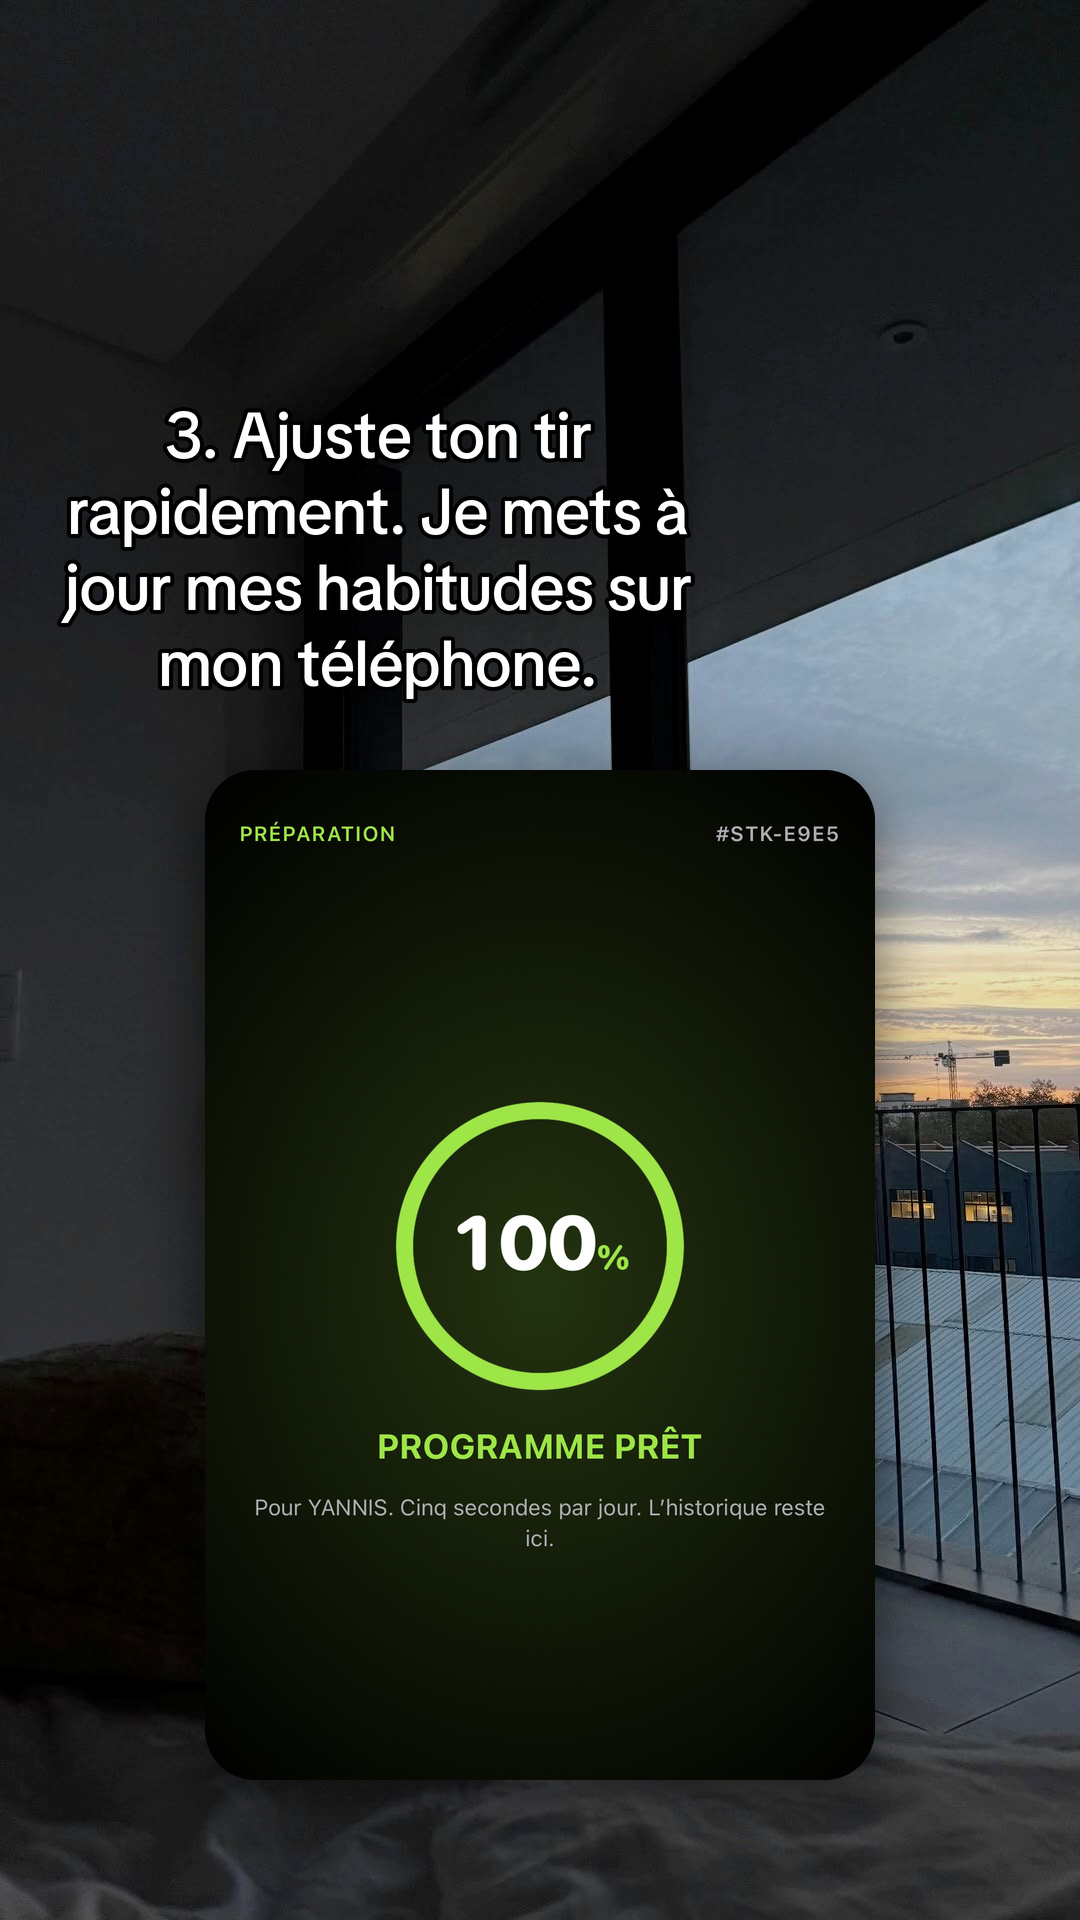 3. Ajuste ton tir
rapidement. Je mets à
jour mes habitudes sur
mon téléphone.
PRÉPARATION
#STK-E9E5
100%
PROGRAMME PRÊT
Pour YANNIS. Cinq secondes par jour. L’historique reste
ici.